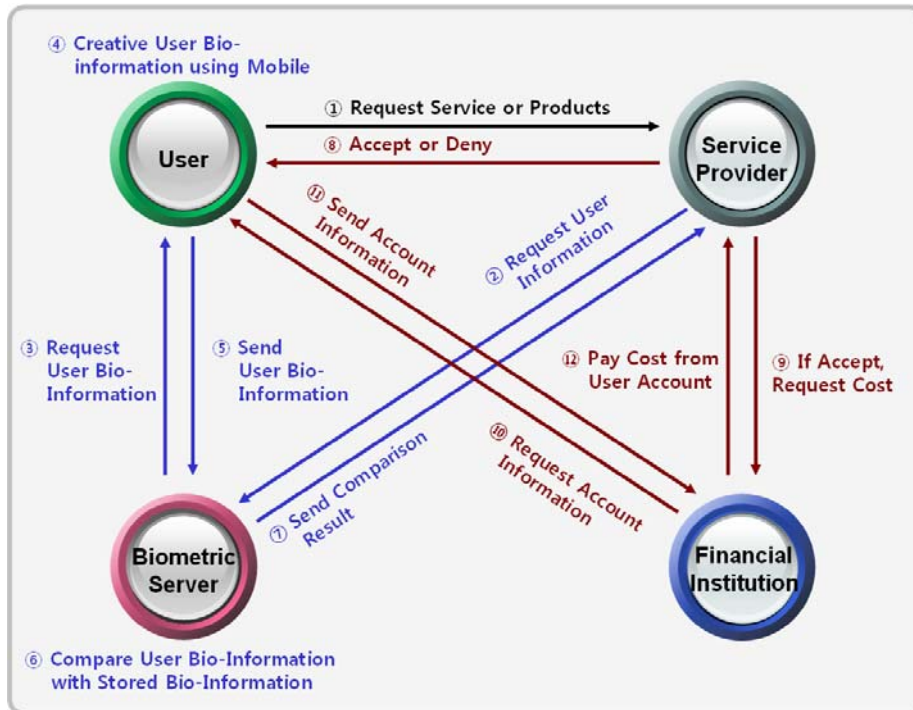 ④ Creative User Bio-
information using Mobile
① Request Service or Products
⑧ Accept or Deny
User
Service
Provider
⑪ Send Account
Information
② Request User
Information
③ Request
User Bio-
Information
⑤ Send
User Bio-
Information
⑫ Pay Cost from
User Account
⑨ If Accept,
Request Cost
⑦ Send Comparison
Result
⑩ Request Account
Information
Biometric
Server
Financial
Institution
⑥ Compare User Bio-Information
with Stored Bio-Information